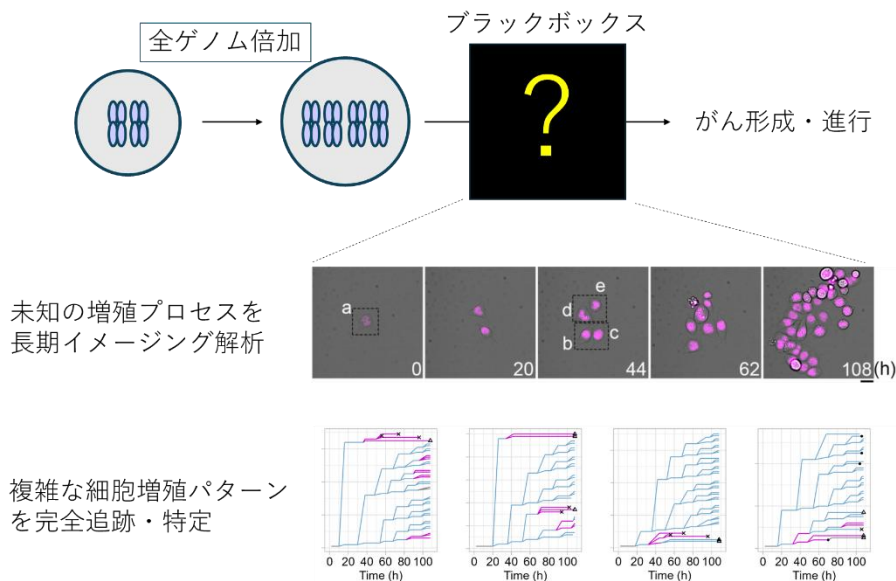 ブラックボックス
全ゲノム倍加
?
がん形成・進行
未知の増殖プロセスを
長期イメージング解析
a
0
20
e
d
b
c
44
62
108(h)
複雑な細胞増殖パターン
を完全追跡・特定
0 20 40 60 80 100
Time (h)
0 20 40 60 80 100
Time (h)
0 20 40 60 80 100
Time (h)
0 20 40 60 80 100
Time (h)